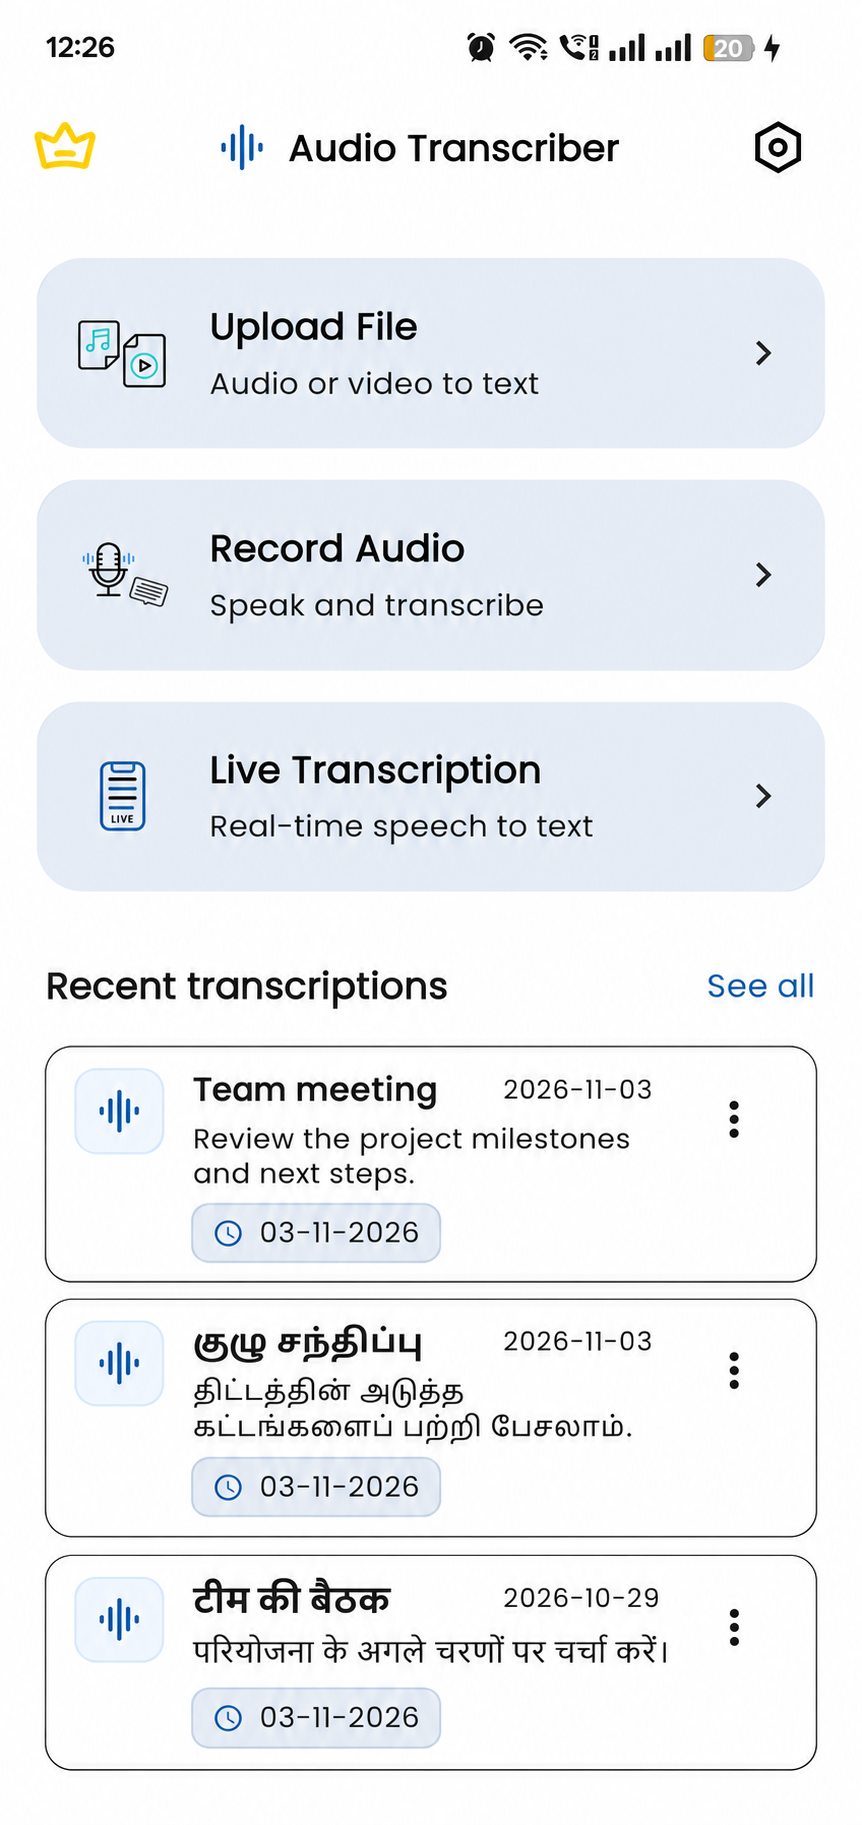 12:26
20
Audio Transcriber
Upload File
Audio or video to text
Record Audio
Speak and transcribe
LIVE
Live Transcription
Real-time speech to text
Recent transcriptions
See all
Team meeting 2026-11-03
Review the project milestones
and next steps.
03-11-2026
குழு சந்திப்பு 2026-11-03
திட்டத்தின் அடுத்த
கட்டங்களைப் பற்றி பேசலாம்.
03-11-2026
टीम की बैठक 2026-10-29
परियोजना के अगले चरणों पर चर्चा करें।
03-11-2026